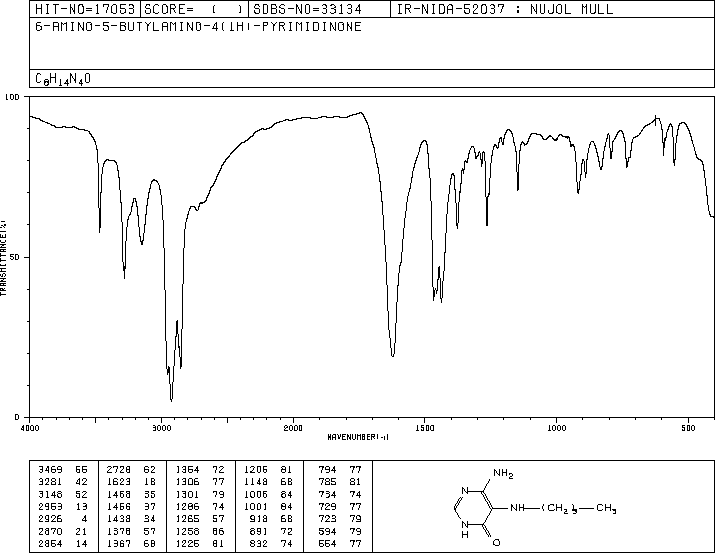 HIT-NO=17053 SCORE= ( ) SDBS-NO=33134 IR-NIDA-52037 : NUJOL MULL
6-AMINO-5-BUTYLAMINO-4(1H)-PYRIMIDINONE
C8H14N4O
100
50
0
TRANSMITTANCE(%)
4000 3000 2000 1500 1000 500
WAVENUMBER(-1)
3469 55 2728 62 1354 72 1206 81 794 77
3281 42 1623 18 1306 77 1148 68 785 81
3148 52 1468 35 1301 79 1006 84 734 74
2953 13 1456 37 1286 74 1001 84 729 77
2926 4 1438 34 1265 57 918 68 723 79
2870 21 1378 57 1258 86 891 72 594 79
2854 14 1367 68 1225 81 832 74 554 77
NH2
N
NH (CH2)3 CH3
N
H
O